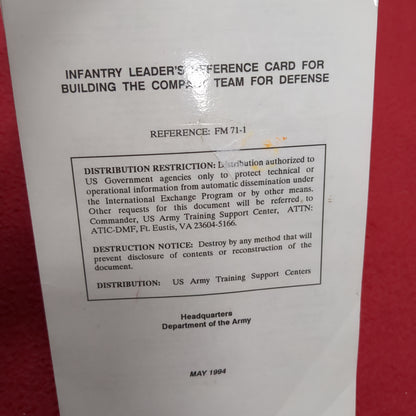 INFANTRY LEADER'S REFERENCE CARD FOR
BUILDING THE COMPANY TEAM FOR DEFENSE
REFERENCE: FM 71-1
DISTRIBUTION RESTRICTION: Distribution authorized to
US Government agencies only to protect technical or
operational information from automatic dissemination under
the International Exchange Program or by other means.
Other requests for this document will be referred to
Commander, US Army Training Support Center, ATTN:
ATIC-DMF, Ft. Eustis, VA 23604-5166.
DESTRUCTION NOTICE: Destroy by any method that will
prevent disclosure of contents or reconstruction of the
document.
DISTRIBUTION: US Army Training Support Centers
Headquarters
Department of the Army
MAY 1994